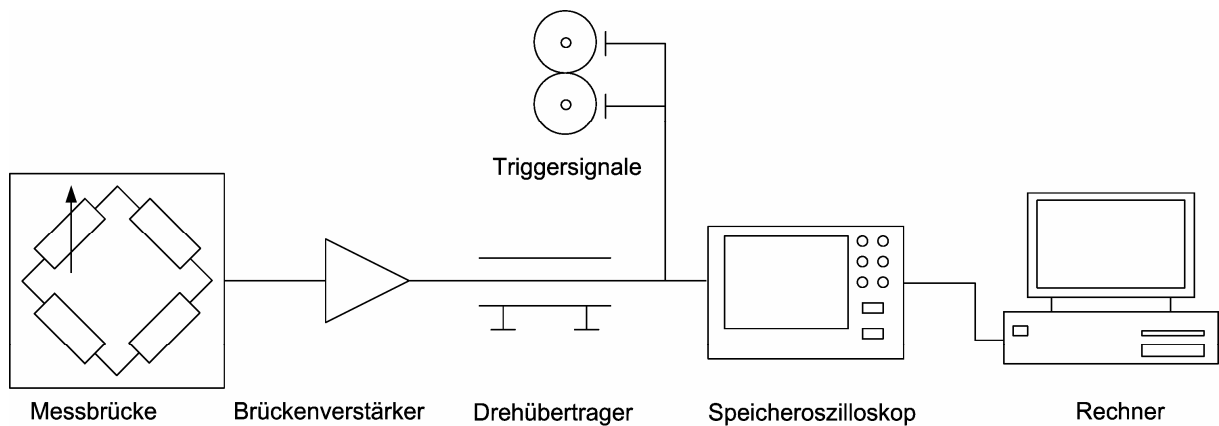 Triggersignale
Messbrücke
Brückenverstärker
Drehübertrager
Speicheroszilloskop
Rechner